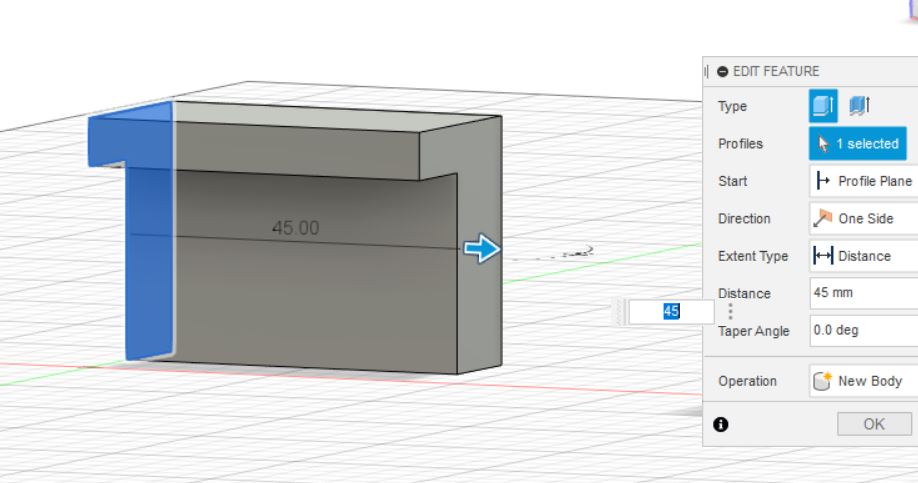 EDIT FEATURE
Type
Profiles 1 selected
Start Profile Plane
Direction One Side
Extent Type Distance
Distance 45 mm
Taper Angle 0.0 deg
Operation New Body
OK
45.00
45